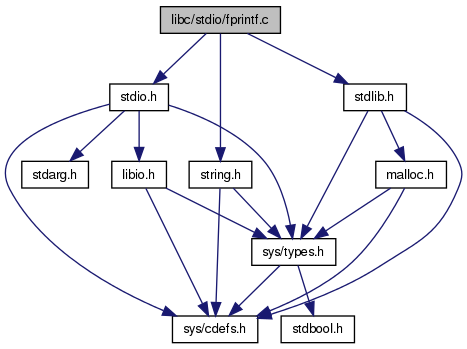 libc/stdio/fprintf.c
stdio.h
stdlib.h
stdarg.h
libio.h
string.h
malloc.h
sys/types.h
sys/cdefs.h
stdbool.h